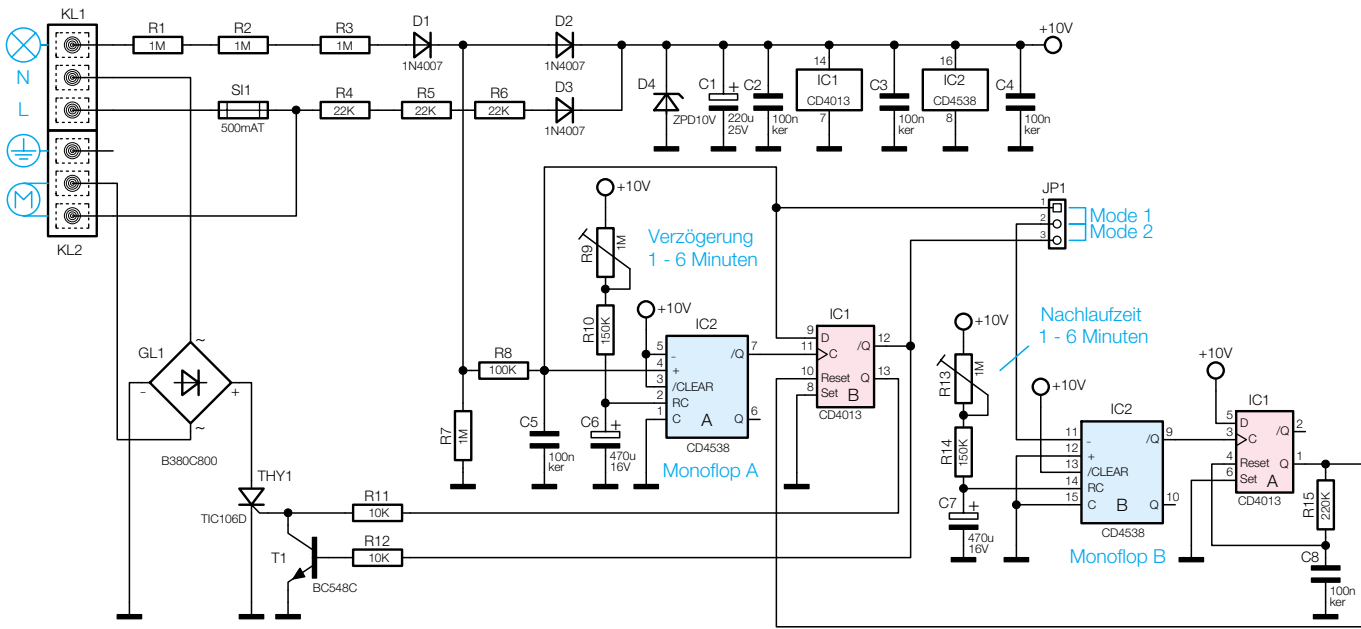 KL1
R1
1M
R2
1M
R3
1M
D1
1N4007
D2
1N4007
+10V
N
L
SI1
500mAT
R4
22K
R5
22K
R6
22K
D3
1N4007
D4
ZPD10V
C1
+
220u
25V
C2
100n
ker
14
IC1
CD4013
7
C3
100n
ker
16
IC2
CD4538
8
C4
100n
ker
M
KL2
+10V
R9
1M
Verzögerung
1 - 6 Minuten
R10
150K
+10V
IC2
5
-
4
+
3
/CLEAR
2
RC
1
C
/Q
7
Q
6
A
CD4538
Monoflop A
IC1
9
D
11
C
10
Reset
8
Set
/Q
12
Q
13
B
CD4013
JP1
1
2
3
Mode 1
Mode 2
GL1
~
-
+
~
B380C800
R8
100K
R7
1M
C5
100n
ker
C6
+
470u
16V
THY1
TIC106D
R11
10K
R12
10K
T1
BC548C
+10V
R13
1M
Nachlaufzeit
1 - 6 Minuten
R14
150K
C7
+
470u
16V
+10V
IC2
11
-
12
+
13
/CLEAR
14
RC
15
C
/Q
9
Q
10
B
CD4538
Monoflop B
+10V
IC1
5
D
3
C
4
Reset
6
Set
/Q
2
Q
1
A
CD4013
R15
220K
C8
100n
ker